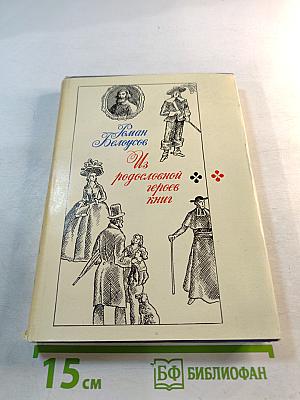 Роман
Белоусов
Из
родословной
героев
книг
15 см
БФ БИБЛИОФАН